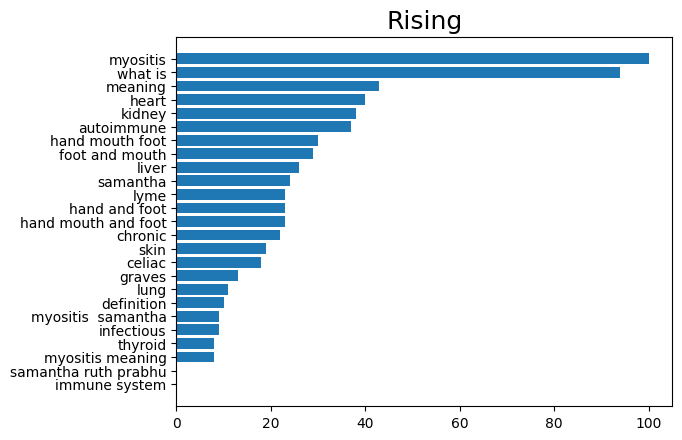 Rising
myositis
what is
meaning
heart
kidney
autoimmune
hand mouth foot
foot and mouth
liver
samantha
lyme
hand and foot
hand mouth and foot
chronic
skin
celiac
graves
lung
definition
myositis  samantha
infectious
thyroid
myositis meaning
samantha ruth prabhu
immune system
0 20 40 60 80 100